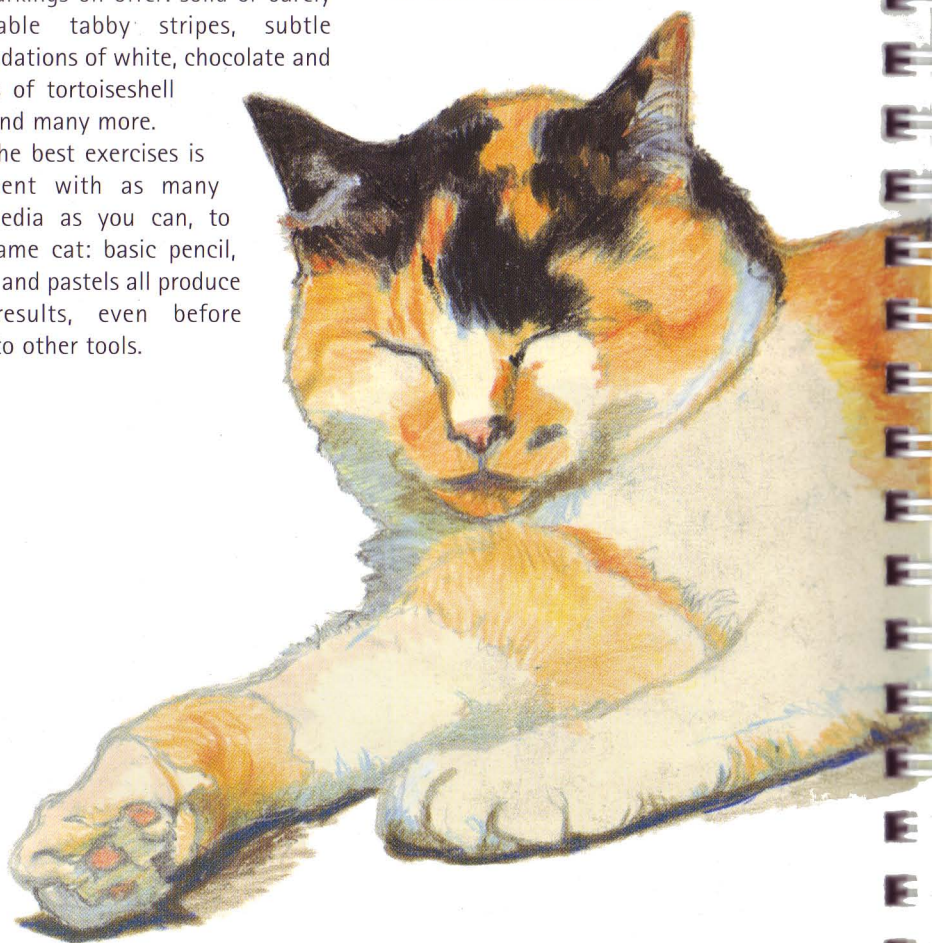 able tabby stripes, subtle
dations of white, chocolate and
of tortoiseshell
nd many more.
he best exercises is
ent with as many
edia as you can, to
ame cat: basic pencil,
and pastels all produce
results, even before
to other tools.